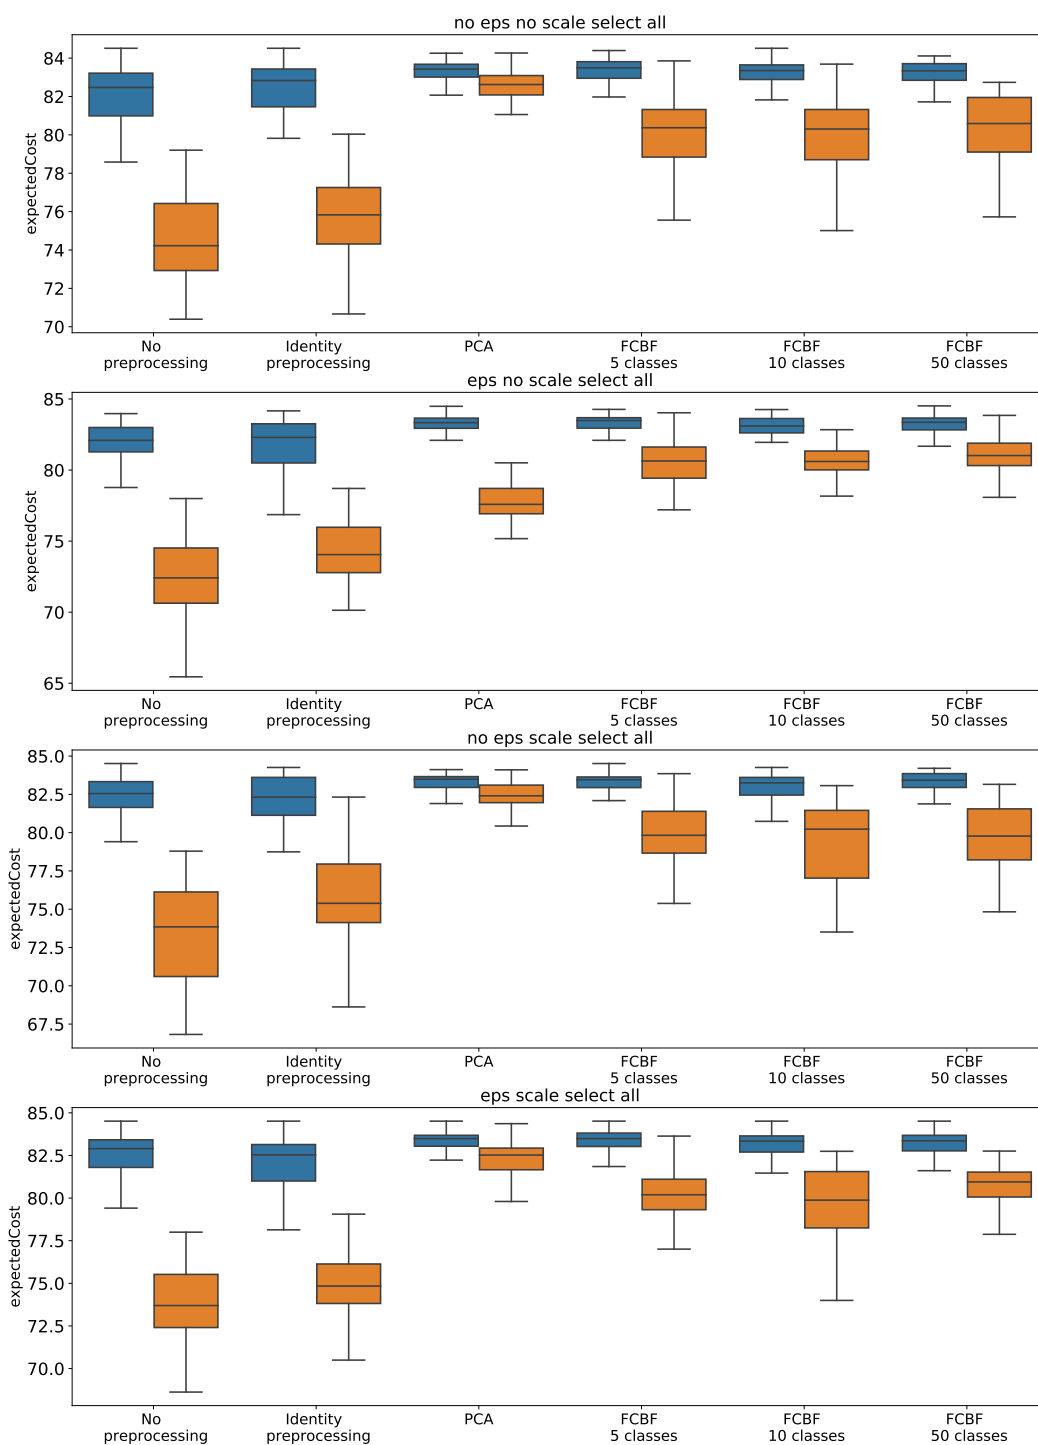 no eps no scale select all
84
82
80
78
76
74
72
70
expectedCost
No Identity PCA FCBF FCBF FCBF
preprocessing preprocessing 5 classes 10 classes 50 classes
eps no scale select all
85
80
75
70
65
expectedCost
No Identity PCA FCBF FCBF FCBF
preprocessing preprocessing 5 classes 10 classes 50 classes
no eps scale select all
85.0
82.5
80.0
77.5
75.0
72.5
70.0
67.5
expectedCost
No Identity PCA FCBF FCBF FCBF
preprocessing preprocessing 5 classes 10 classes 50 classes
eps scale select all
85.0
82.5
80.0
77.5
75.0
72.5
70.0
expectedCost
No Identity PCA FCBF FCBF FCBF
preprocessing preprocessing 5 classes 10 classes 50 classes